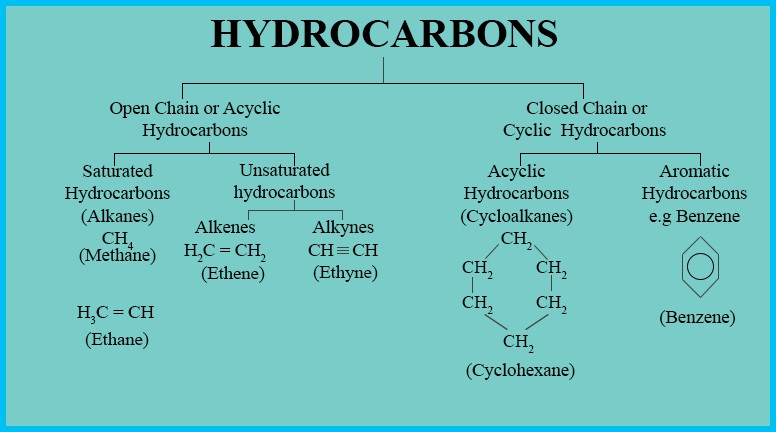 HYDROCARBONS
Open Chain or Acyclic
Hydrocarbons
Saturated
Hydrocarbons
(Alkanes)
CH₄
(Methane)
H₃C = CH
(Ethane)
Unsaturated
hydrocarbons
Alkenes
H₂C = CH₂
(Ethene)
Alkynes
CH≡CH
(Ethyne)
Closed Chain or
Cyclic Hydrocarbons
Acyclic
Hydrocarbons
(Cycloalkanes)
CH₂
CH₂ CH₂
CH₂ CH₂
CH₂
(Cyclohexane)
Aromatic
Hydrocarbons
e.g Benzene
(Benzene)